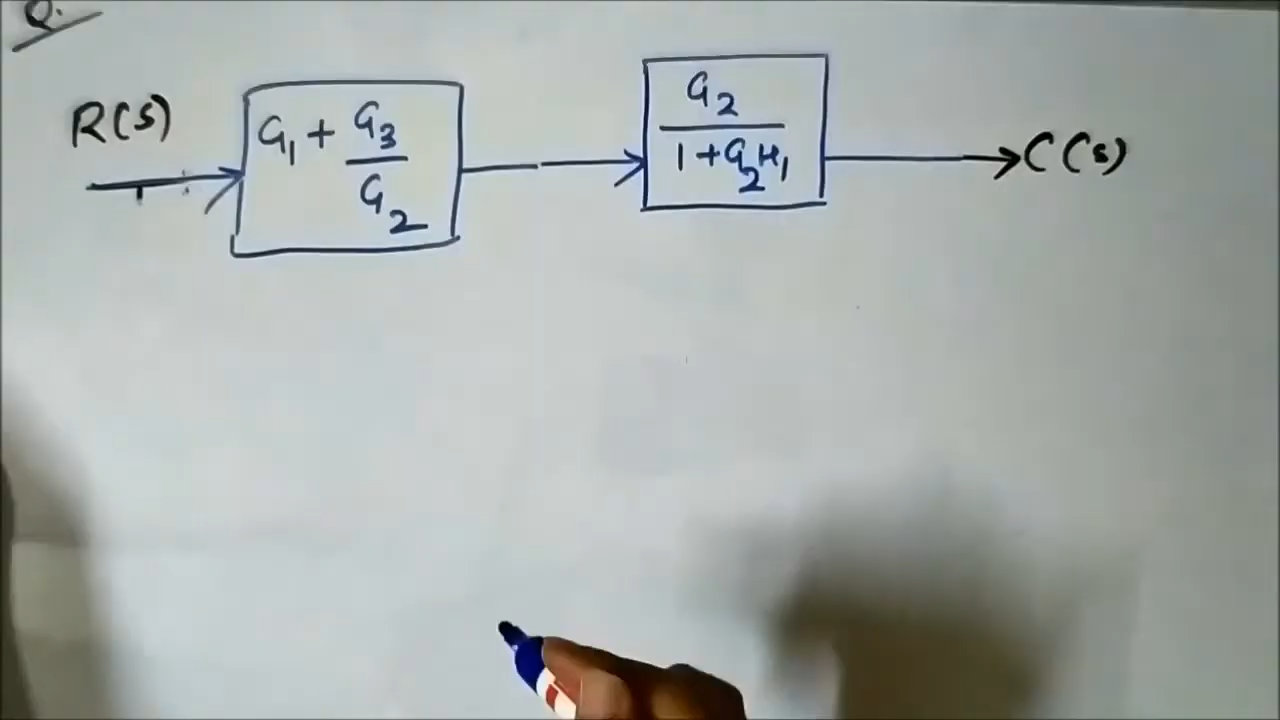 Q.
R(s)
G₁ + G₃/G₂
G₂/(1+G₂H₁)
C(s)